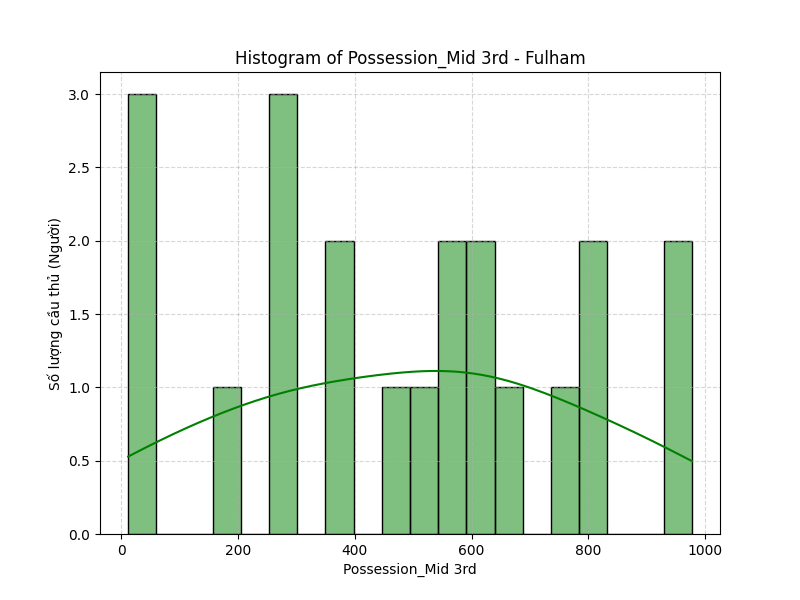 Histogram of Possession_Mid 3rd - Fulham
Số lượng cầu thủ (Người)
3.0
2.5
2.0
1.5
1.0
0.5
0.0
0 200 400 600 800 1000
Possession_Mid 3rd